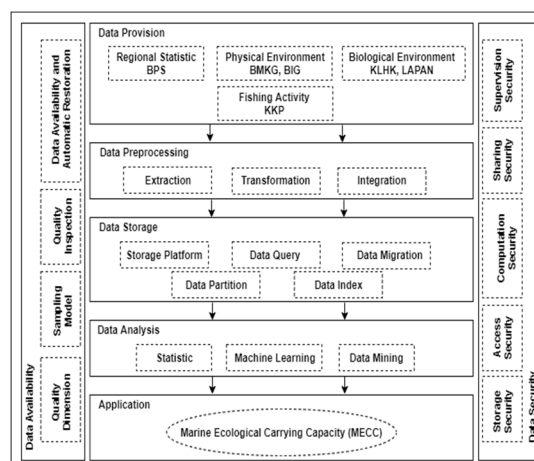 Data Availability
Data Availability and
Automatic Restoration
Quality
Inspection
Sampling
Model
Quality
Dimension
Data Provision
Regional Statistic
BPS
Physical Environment
BMKG, BIG
Biological Environment
KLHK, LAPAN
Fishing Activity
KKP
Data Preprocessing
Extraction
Transformation
Integration
Data Storage
Storage Platform
Data Query
Data Migration
Data Partition
Data Index
Data Analysis
Statistic
Machine Learning
Data Mining
Application
Marine Ecological Carrying Capacity (MECC)
Supervision
Security
Sharing
Security
Computation
Security
Access
Security
Storage
Security
Data Security